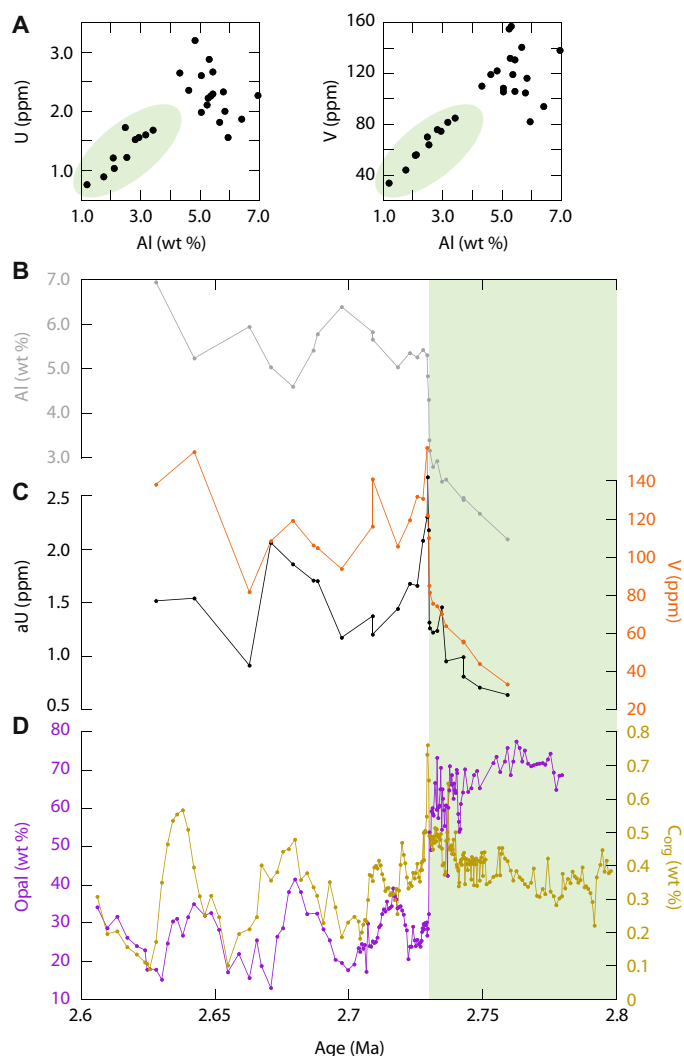 A
U (ppm)
3.0
2.0
1.0
1.0 3.0 5.0 7.0
Al (wt %)
V (ppm)
160
120
80
40
1.0 3.0 5.0 7.0
Al (wt %)
B
Al (wt %)
7.0
6.0
5.0
4.0
3.0
C
aU (ppm)
2.5
2.0
1.5
1.0
0.5
V (ppm)
140
120
100
80
60
40
20
D
Opal (wt %)
80
70
60
50
40
30
20
10
Corg (wt %)
0.8
0.7
0.6
0.5
0.4
0.3
0.2
0.1
0
2.6 2.65 2.7 2.75 2.8
Age (Ma)